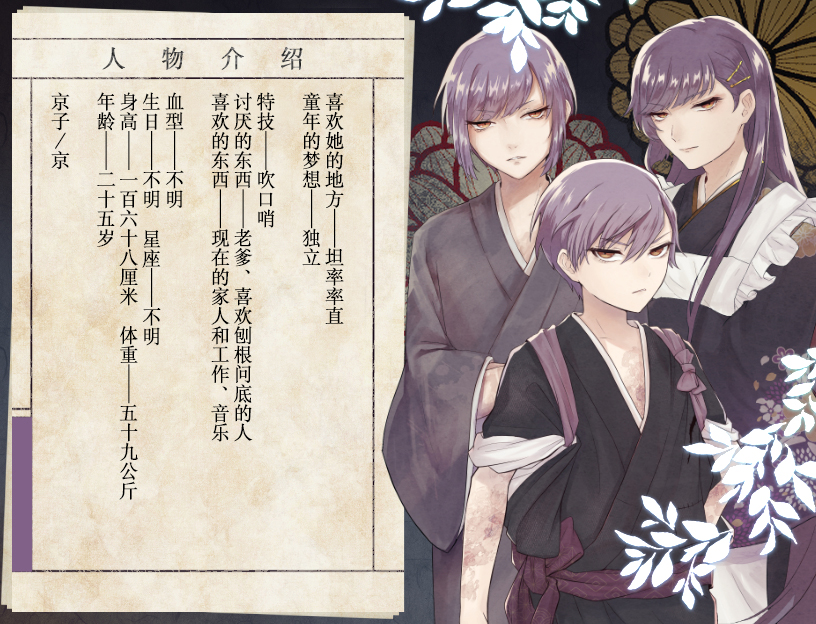 人物介绍
京子/京
年龄——二十五岁
身高——一百六十八厘米 体重——五十九公斤
生日——不明 星座——不明
血型——不明
喜欢的东西——现在的家人和工作、音乐
讨厌的东西——老爹、喜欢刨根问底的人
特技——吹口哨
童年的梦想——独立
喜欢她的地方——坦率率直